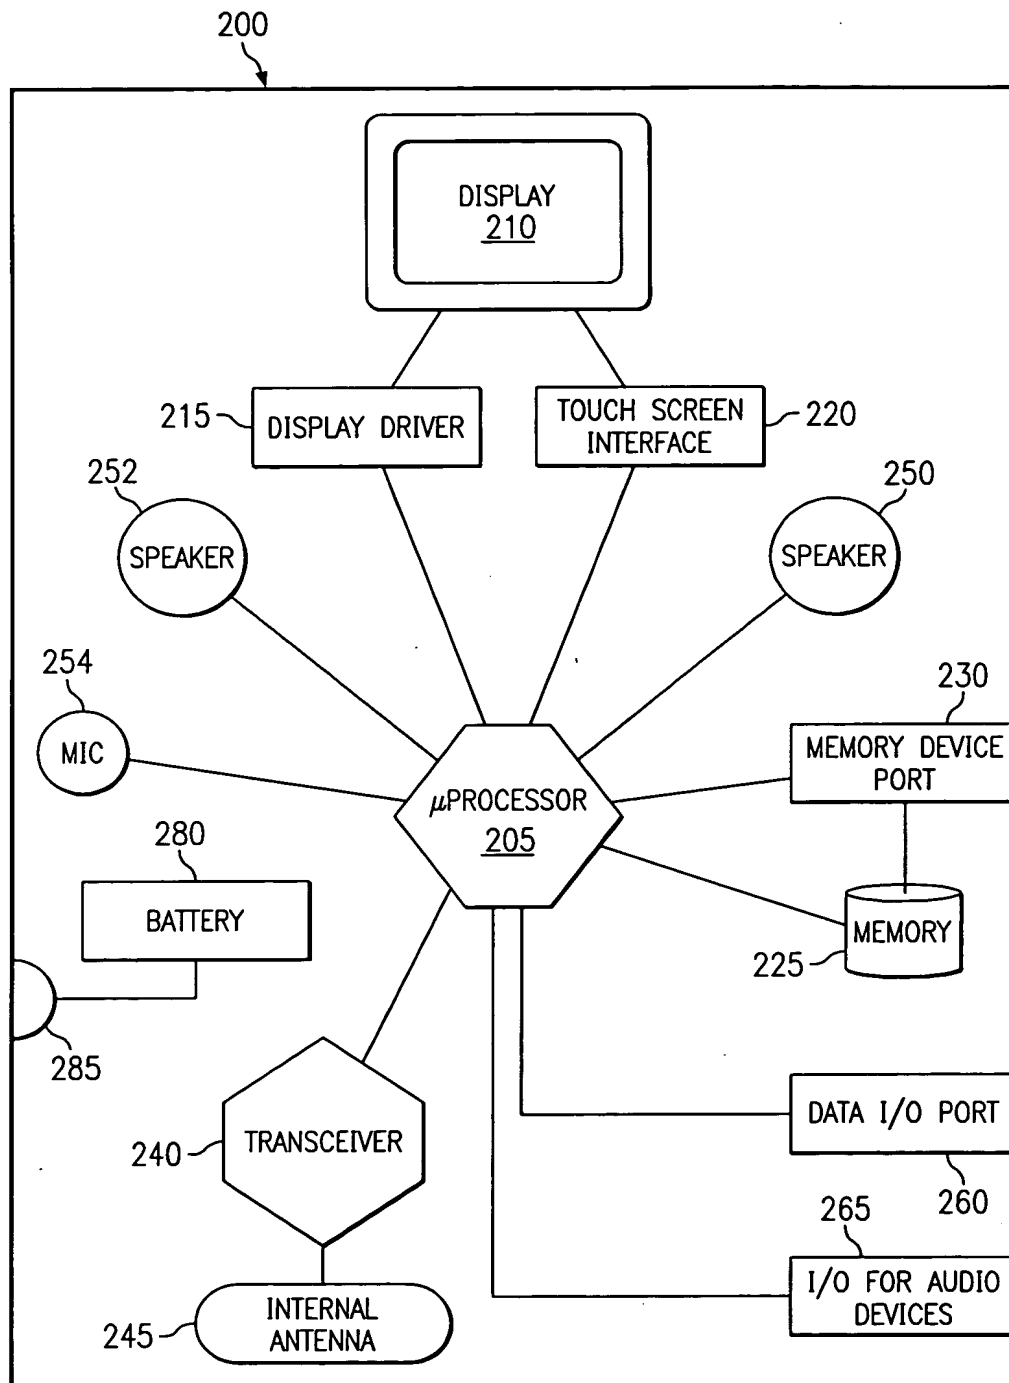 200
DISPLAY
210
215
DISPLAY DRIVER
TOUCH SCREEN
INTERFACE
220
252
SPEAKER
250
SPEAKER
254
MIC
230
MEMORY DEVICE
PORT
μPROCESSOR
205
280
BATTERY
MEMORY
225
285
240
TRANSCEIVER
DATA I/O PORT
260
265
I/O FOR AUDIO
DEVICES
245
INTERNAL
ANTENNA